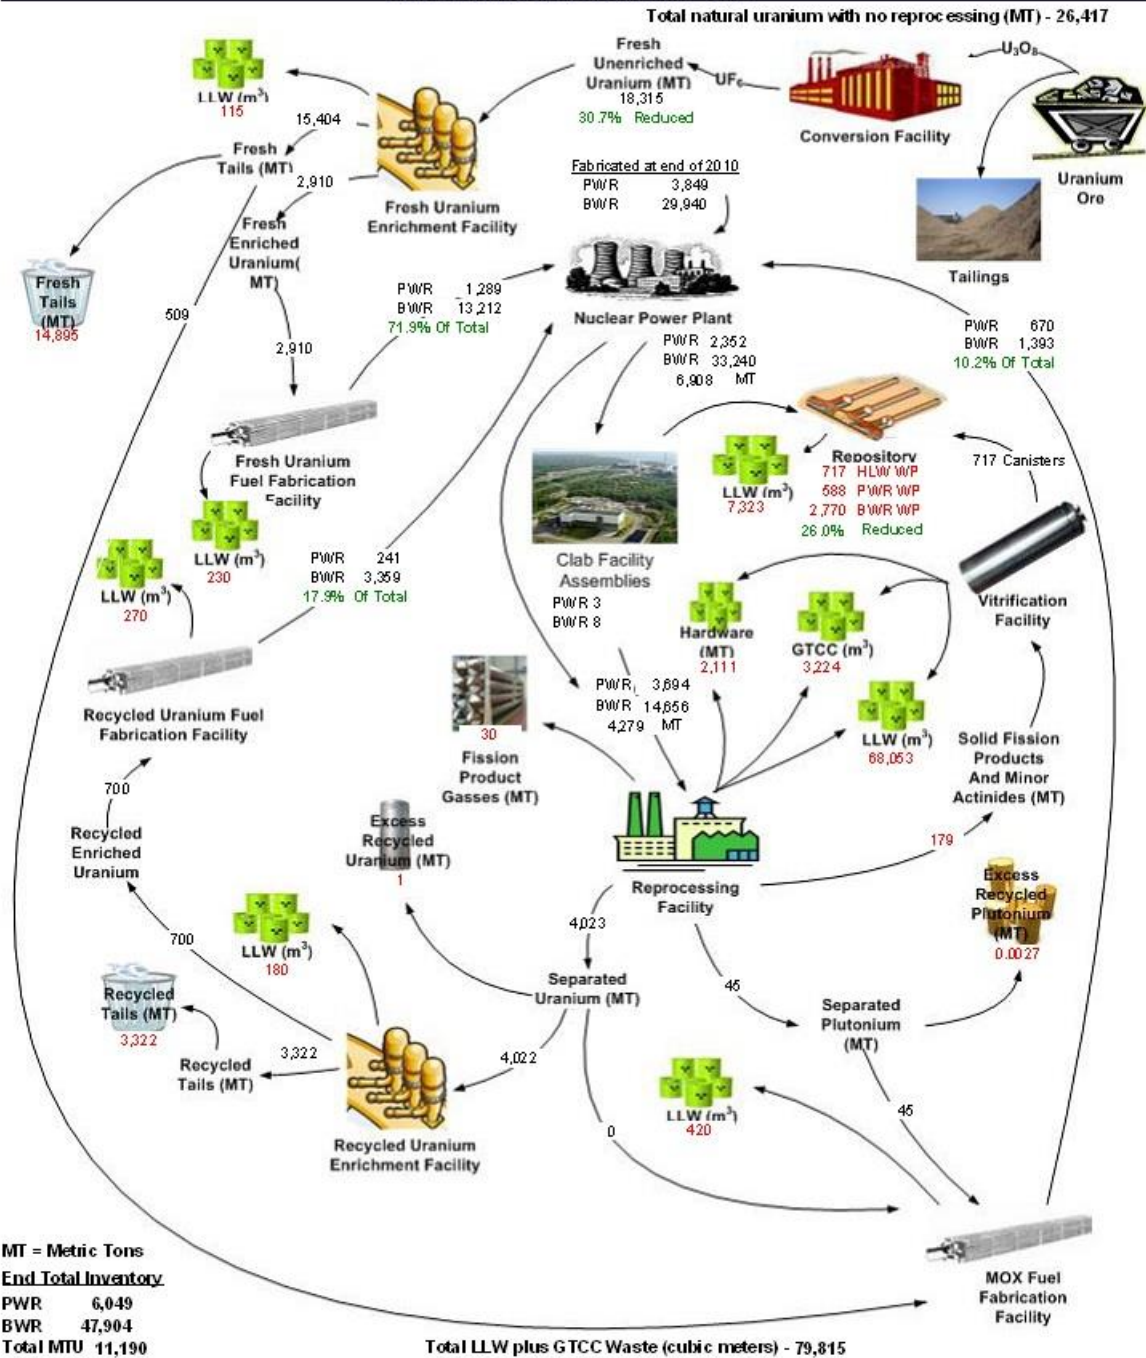 Total natural uranium with no reprocessing (MT) - 26,417
LLW (m³)
115
Fresh
Unenriched
Uranium (MT)
18,315
30.7% Reduced
UF₆
Conversion Facility
U₃O₈
Uranium
Ore
Tailings
15,404
Fresh
Tails (MT)
2,910
Fresh Uranium
Enrichment Facility
Fresh
Enriched
Uranium(
MT)
Fresh
Tails
(MT)
14,895
509
2,910
Fabricated at end of 2010
PWR 3,849
BWR 29,940
Nuclear Power Plant
PWR 1,289
BWR 13,212
71.9% Of Total
PWR 2,352
BWR 33,240
6,908 MT
PWR 670
BWR 1,393
10.2% Of Total
Fresh Uranium
Fuel Fabrication
Facility
LLW (m³)
230
LLW (m³)
7,323
Repository
717 HLW WP
588 PWR WP
2,770 BWR WP
26.0% Reduced
717 Canisters
Clab Facility
Assemblies
PWR 3
BWR 8
PWR 241
BWR 3,359
17.9% Of Total
LLW (m³)
270
Recycled Uranium Fuel
Fabrication Facility
Hardware
(MT)
2,111
GTCC (m³)
3,224
Vitrification
Facility
LLW (m³)
68,053
Solid Fission
Products
And Minor
Actinides (MT)
PWR 3,694
BWR 14,656
4,279 MT
30
Fission
Product
Gasses (MT)
700
Recycled
Enriched
Uranium
Excess
Recycled
Uranium (MT)
1
Reprocessing
Facility
179
Excess
Recycled
Plutonium
(MT)
0.0027
4,023
700
LLW (m³)
180
Separated
Uranium (MT)
45
Separated
Plutonium
(MT)
Recycled
Tails (MT)
3,322
Recycled
Tails (MT)
3,322
4,022
Recycled Uranium
Enrichment Facility
0
LLW (m³)
420
45
MOX Fuel
Fabrication
Facility
MT = Metric Tons
End Total Inventory
PWR 6,049
BWR 47,904
Total MTU 11,190
Total LLW plus GTCC Waste (cubic meters) - 79,815